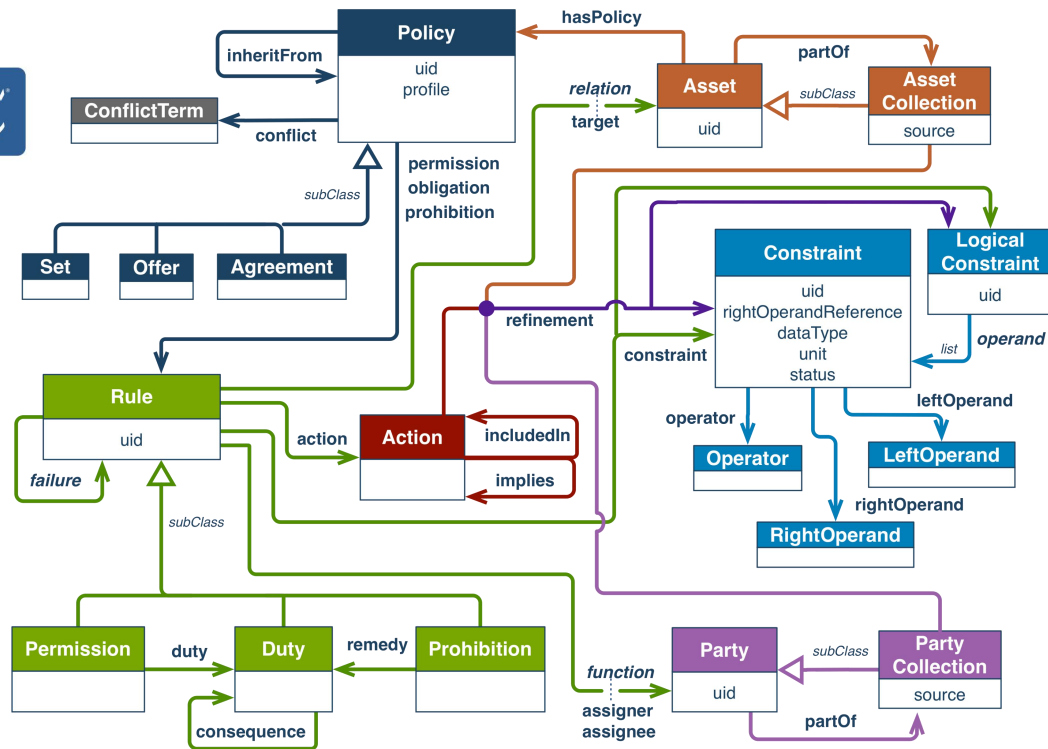 hasPolicy
Policy
inheritFrom
uid
profile
partOf
relation
target
Asset
uid
subClass
Asset
Collection
source
ConflictTerm
conflict
permission
obligation
prohibition
subClass
Set
Offer
Agreement
Constraint
uid
rightOperandReference
dataType
unit
status
Logical
Constraint
uid
refinement
constraint
list
operand
Rule
uid
failure
action
Action
includedIn
implies
operator
leftOperand
Operator
LeftOperand
rightOperand
RightOperand
subClass
Permission
duty
Duty
remedy
Prohibition
consequence
function
assigner
assignee
Party
uid
subClass
Party
Collection
source
partOf